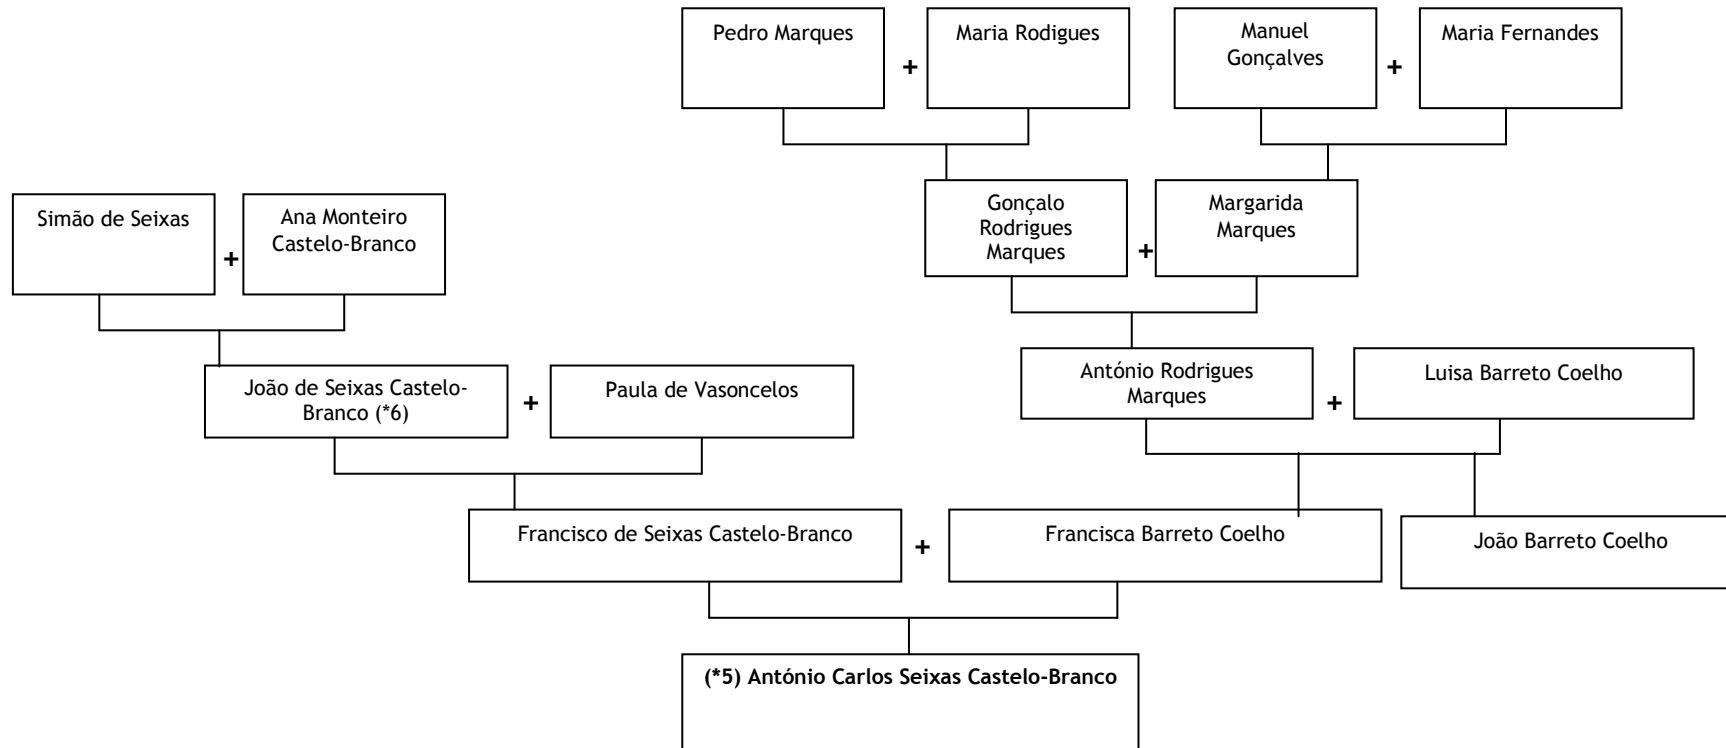 Pedro Marques
+
Maria Rodigues
Manuel
Gonçalves
+
Maria Fernandes
Simão de Seixas
+
Ana Monteiro
Castelo-Branco
Gonçalo
Rodrigues
Marques
+
Margarida
Marques
João de Seixas Castelo-
Branco (*6)
+
Paula de Vasoncelos
António Rodrigues
Marques
+
Luisa Barreto Coelho
Francisco de Seixas Castelo-Branco
+
Francisca Barreto Coelho
João Barreto Coelho
(*5) António Carlos Seixas Castelo-Branco